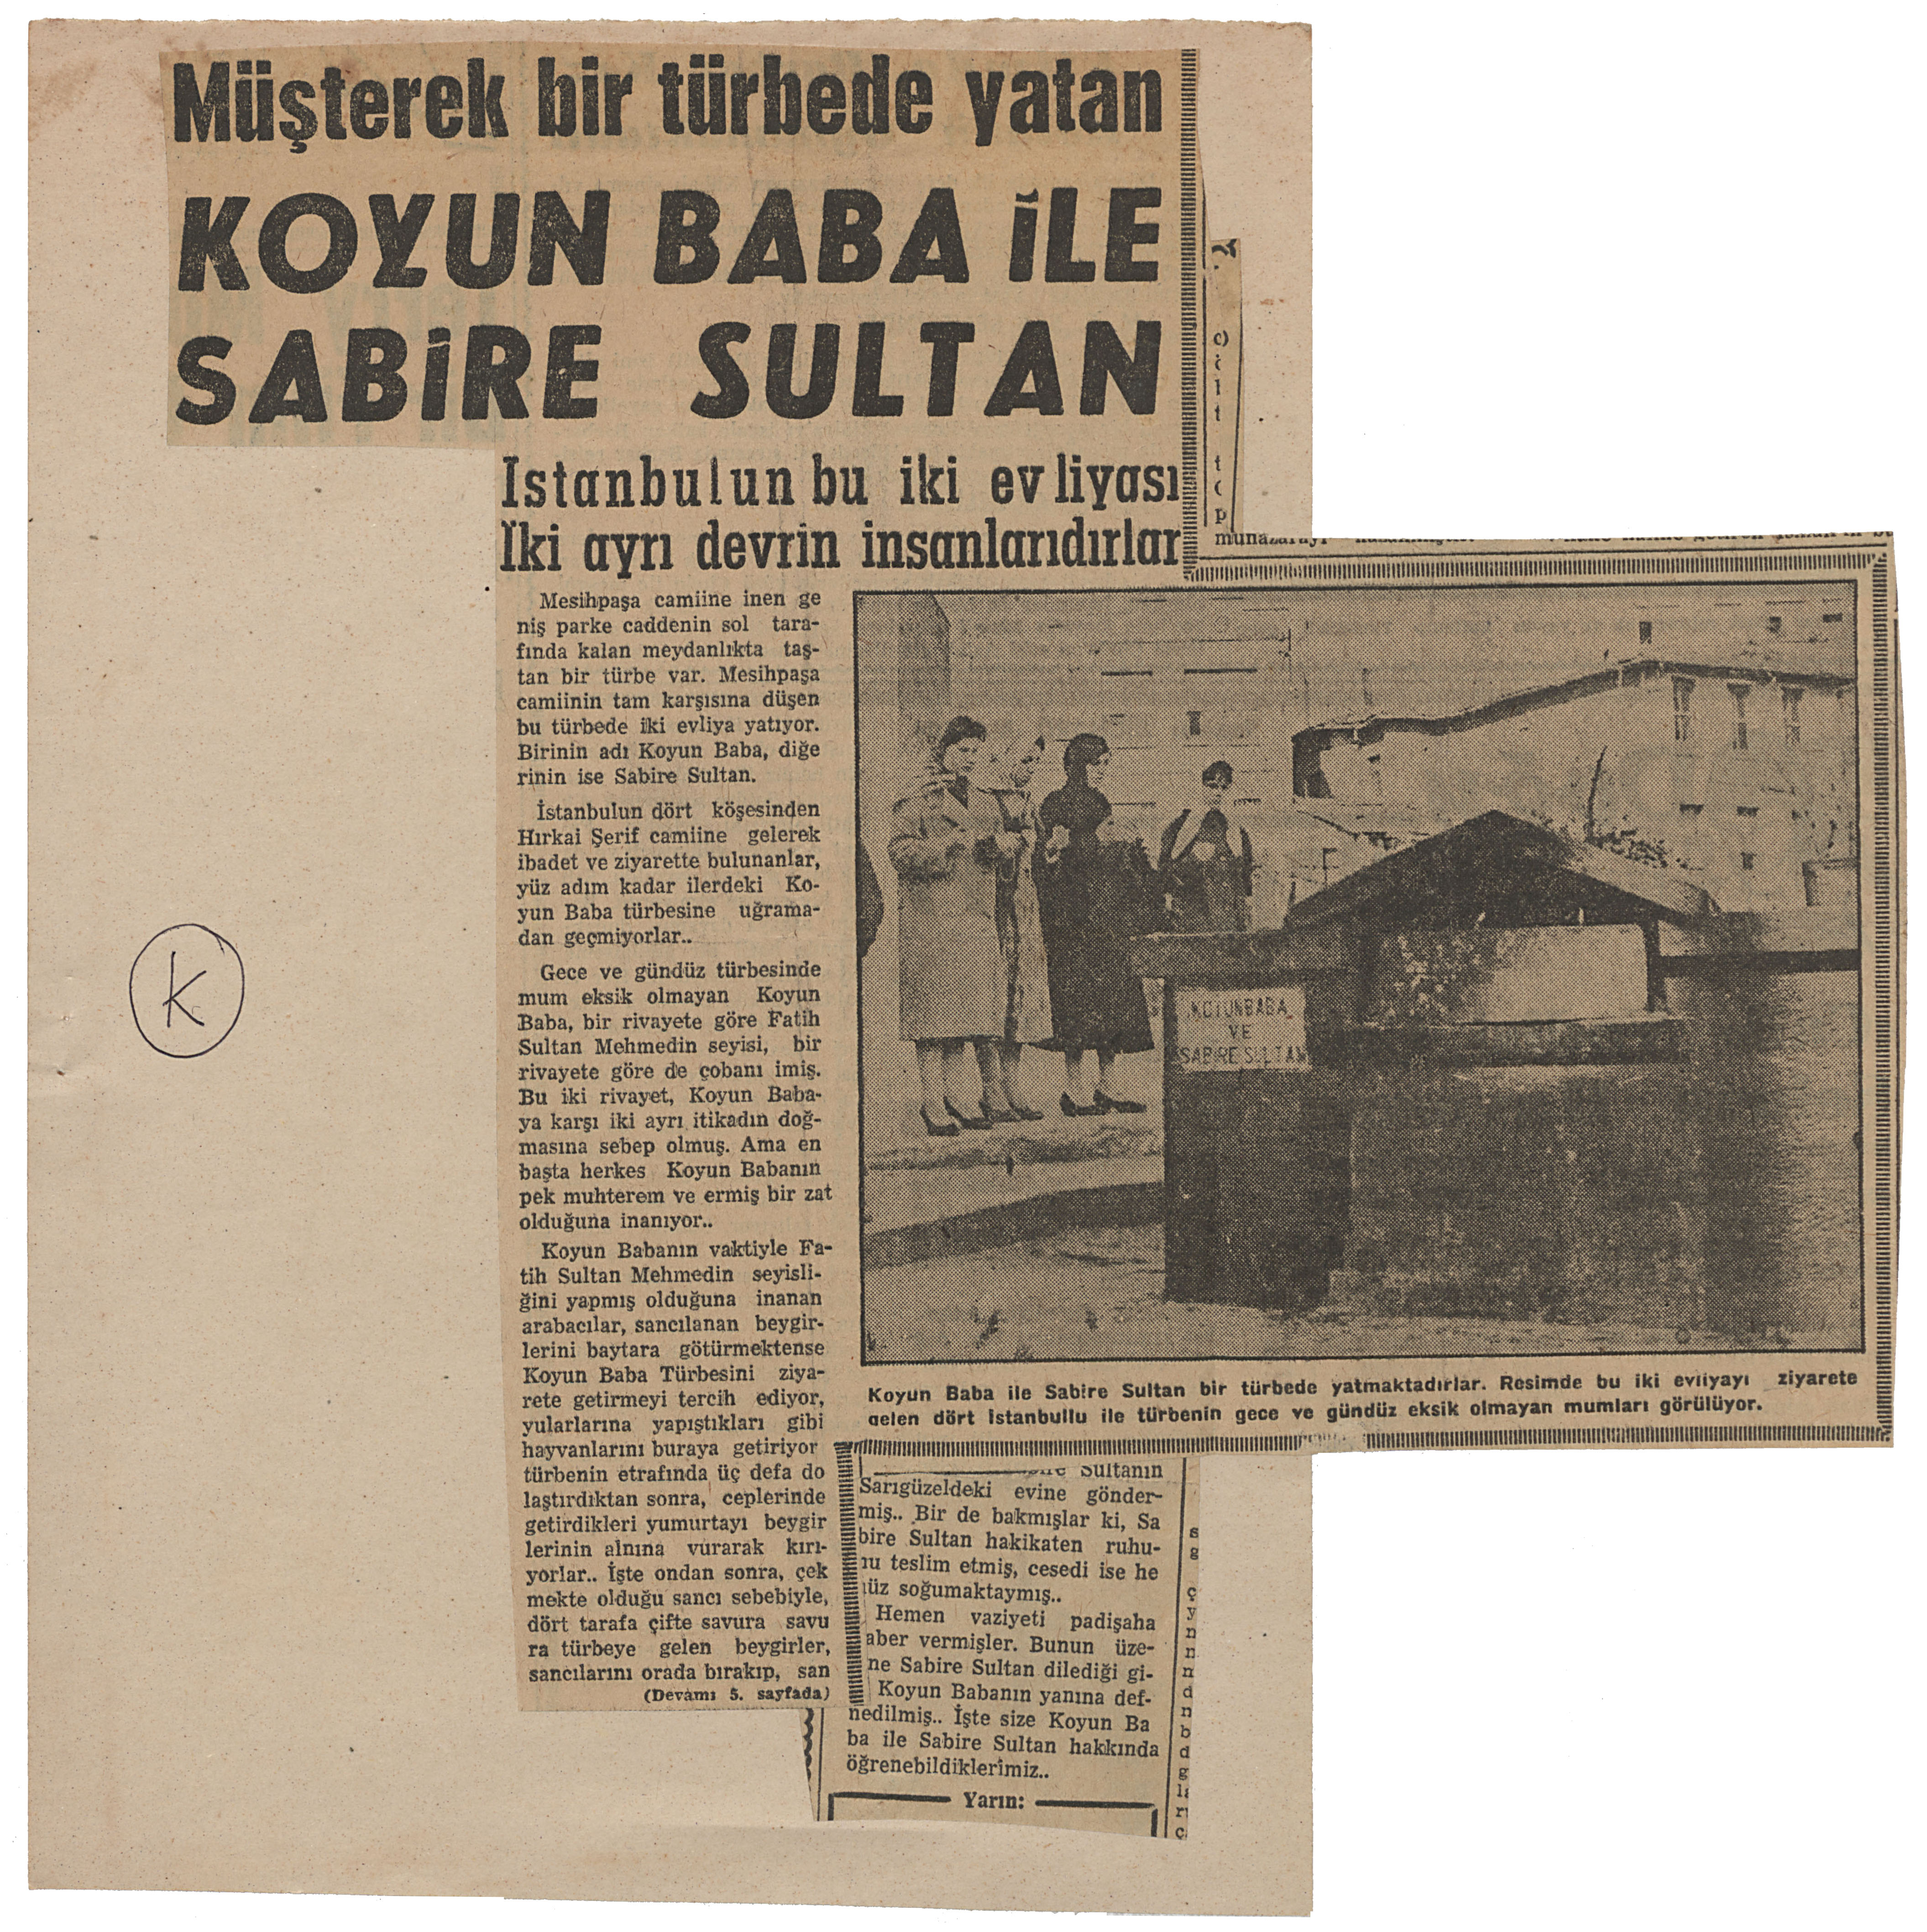 Müşterek bir türbede yatan
KOYUN BABA İLE
SABİRE SULTAN
Istanbulun bu iki evliyası
İki ayrı devrin insanlarıdırlar
Mesihpaşa camiine inen ge
niş parke caddenin sol tara-
fında kalan meydanlıkta taş-
tan bir türbe var. Mesihpaşa
camiinin tam karşısına düşen
bu türbede iki evliya yatıyor.
Birinin adı Koyun Baba, diğe
rinin ise Sabire Sultan.
İstanbulun dört köşesinden
Hırkai Şerif camiine gelerek
ibadet ve ziyarette bulunanlar,
yüz adım kadar ilerdeki Ko-
yun Baba türbesine uğrama-
dan geçmiyorlar..
Gece ve gündüz türbesinde
mum eksik olmayan Koyun
Baba, bir rivayete göre Fatih
Sultan Mehmedin seyisi, bir
rivayete göre de çobanı imiş.
Bu iki rivayet, Koyun Baba-
ya karşı iki ayrı itikadın doğ-
masına sebep olmuş. Ama en
başta herkes Koyun Babanın
pek muhterem ve ermiş bir zat
olduğuna inanıyor..
Koyun Babanın vaktiyle Fa-
tih Sultan Mehmedin seyisli-
ğini yapmış olduğuna inanan
arabacılar, sancılanan beygir-
lerini baytara götürmektense
Koyun Baba Türbesini ziya-
rete getirmeyi tercih ediyor,
yularlarına yapıştıkları gibi
hayvanlarını buraya getiriyor
türbenin etrafında üç defa do
laştırdıktan sonra, ceplerinde
getirdikleri yumurtayı beygir
lerinin alnına vurarak kırı-
yorlar.. İşte ondan sonra, çek
mekte olduğu sancı sebebiyle,
dört tarafa çifte savura savu
ra türbeye gelen beygirler,
sancılarını orada bırakıp, san
(Devamı 5. sayfada)
K
KOYUNBABA
VE
SABİRE SULTAN
Koyun Baba ile Sabire Sultan bir türbede yatmaktadırlar. Resimde bu iki evliyayı ziyarete
gelen dört İstanbullu ile türbenin gece ve gündüz eksik olmayan mumları görülüyor.
Sultanın
Sarıgüzeldeki evine gönder-
miş.. Bir de bakmışlar ki, Sa
bire Sultan hakikaten ruhu-
nu teslim etmiş, cesedi ise he
nüz soğumaktaymış..
Hemen vaziyeti padişaha
aber vermişler. Bunun üze-
ne Sabire Sultan dilediği gi-
Koyun Babanın yanına def-
nedilmiş.. İşte size Koyun Ba
ba ile Sabire Sultan hakkında
öğrenebildiklerimiz..
Yarın: